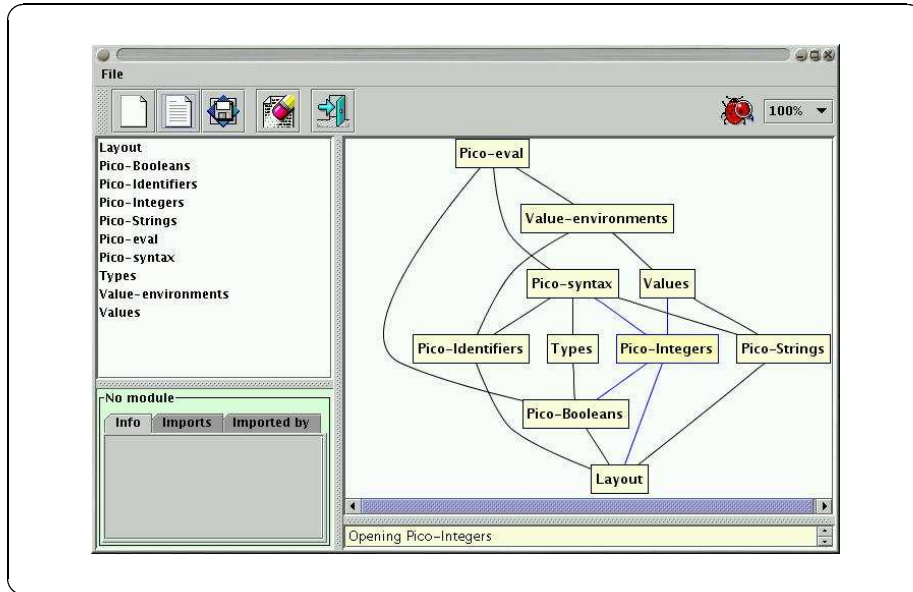 File
100%
Layout
Pico-Booleans
Pico-Identifiers
Pico-Integers
Pico-Strings
Pico-eval
Pico-syntax
Types
Value-environments
Values
No module
Info Imports Imported by
Pico-eval
Value-environments
Pico-syntax Values
Pico-Identifiers Types Pico-Integers Pico-Strings
Pico-Booleans
Layout
Opening Pico-Integers